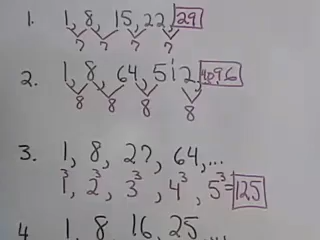 1. 1, 8, 15, 22, 29
7 7 7 7
2. 1, 8, 64, 512, 4096
8 8 8 8
3. 1, 8, 27, 64, ...
1³, 2³, 3³, 4³, 5³=125
4. 1, 8, 16, 25, ...